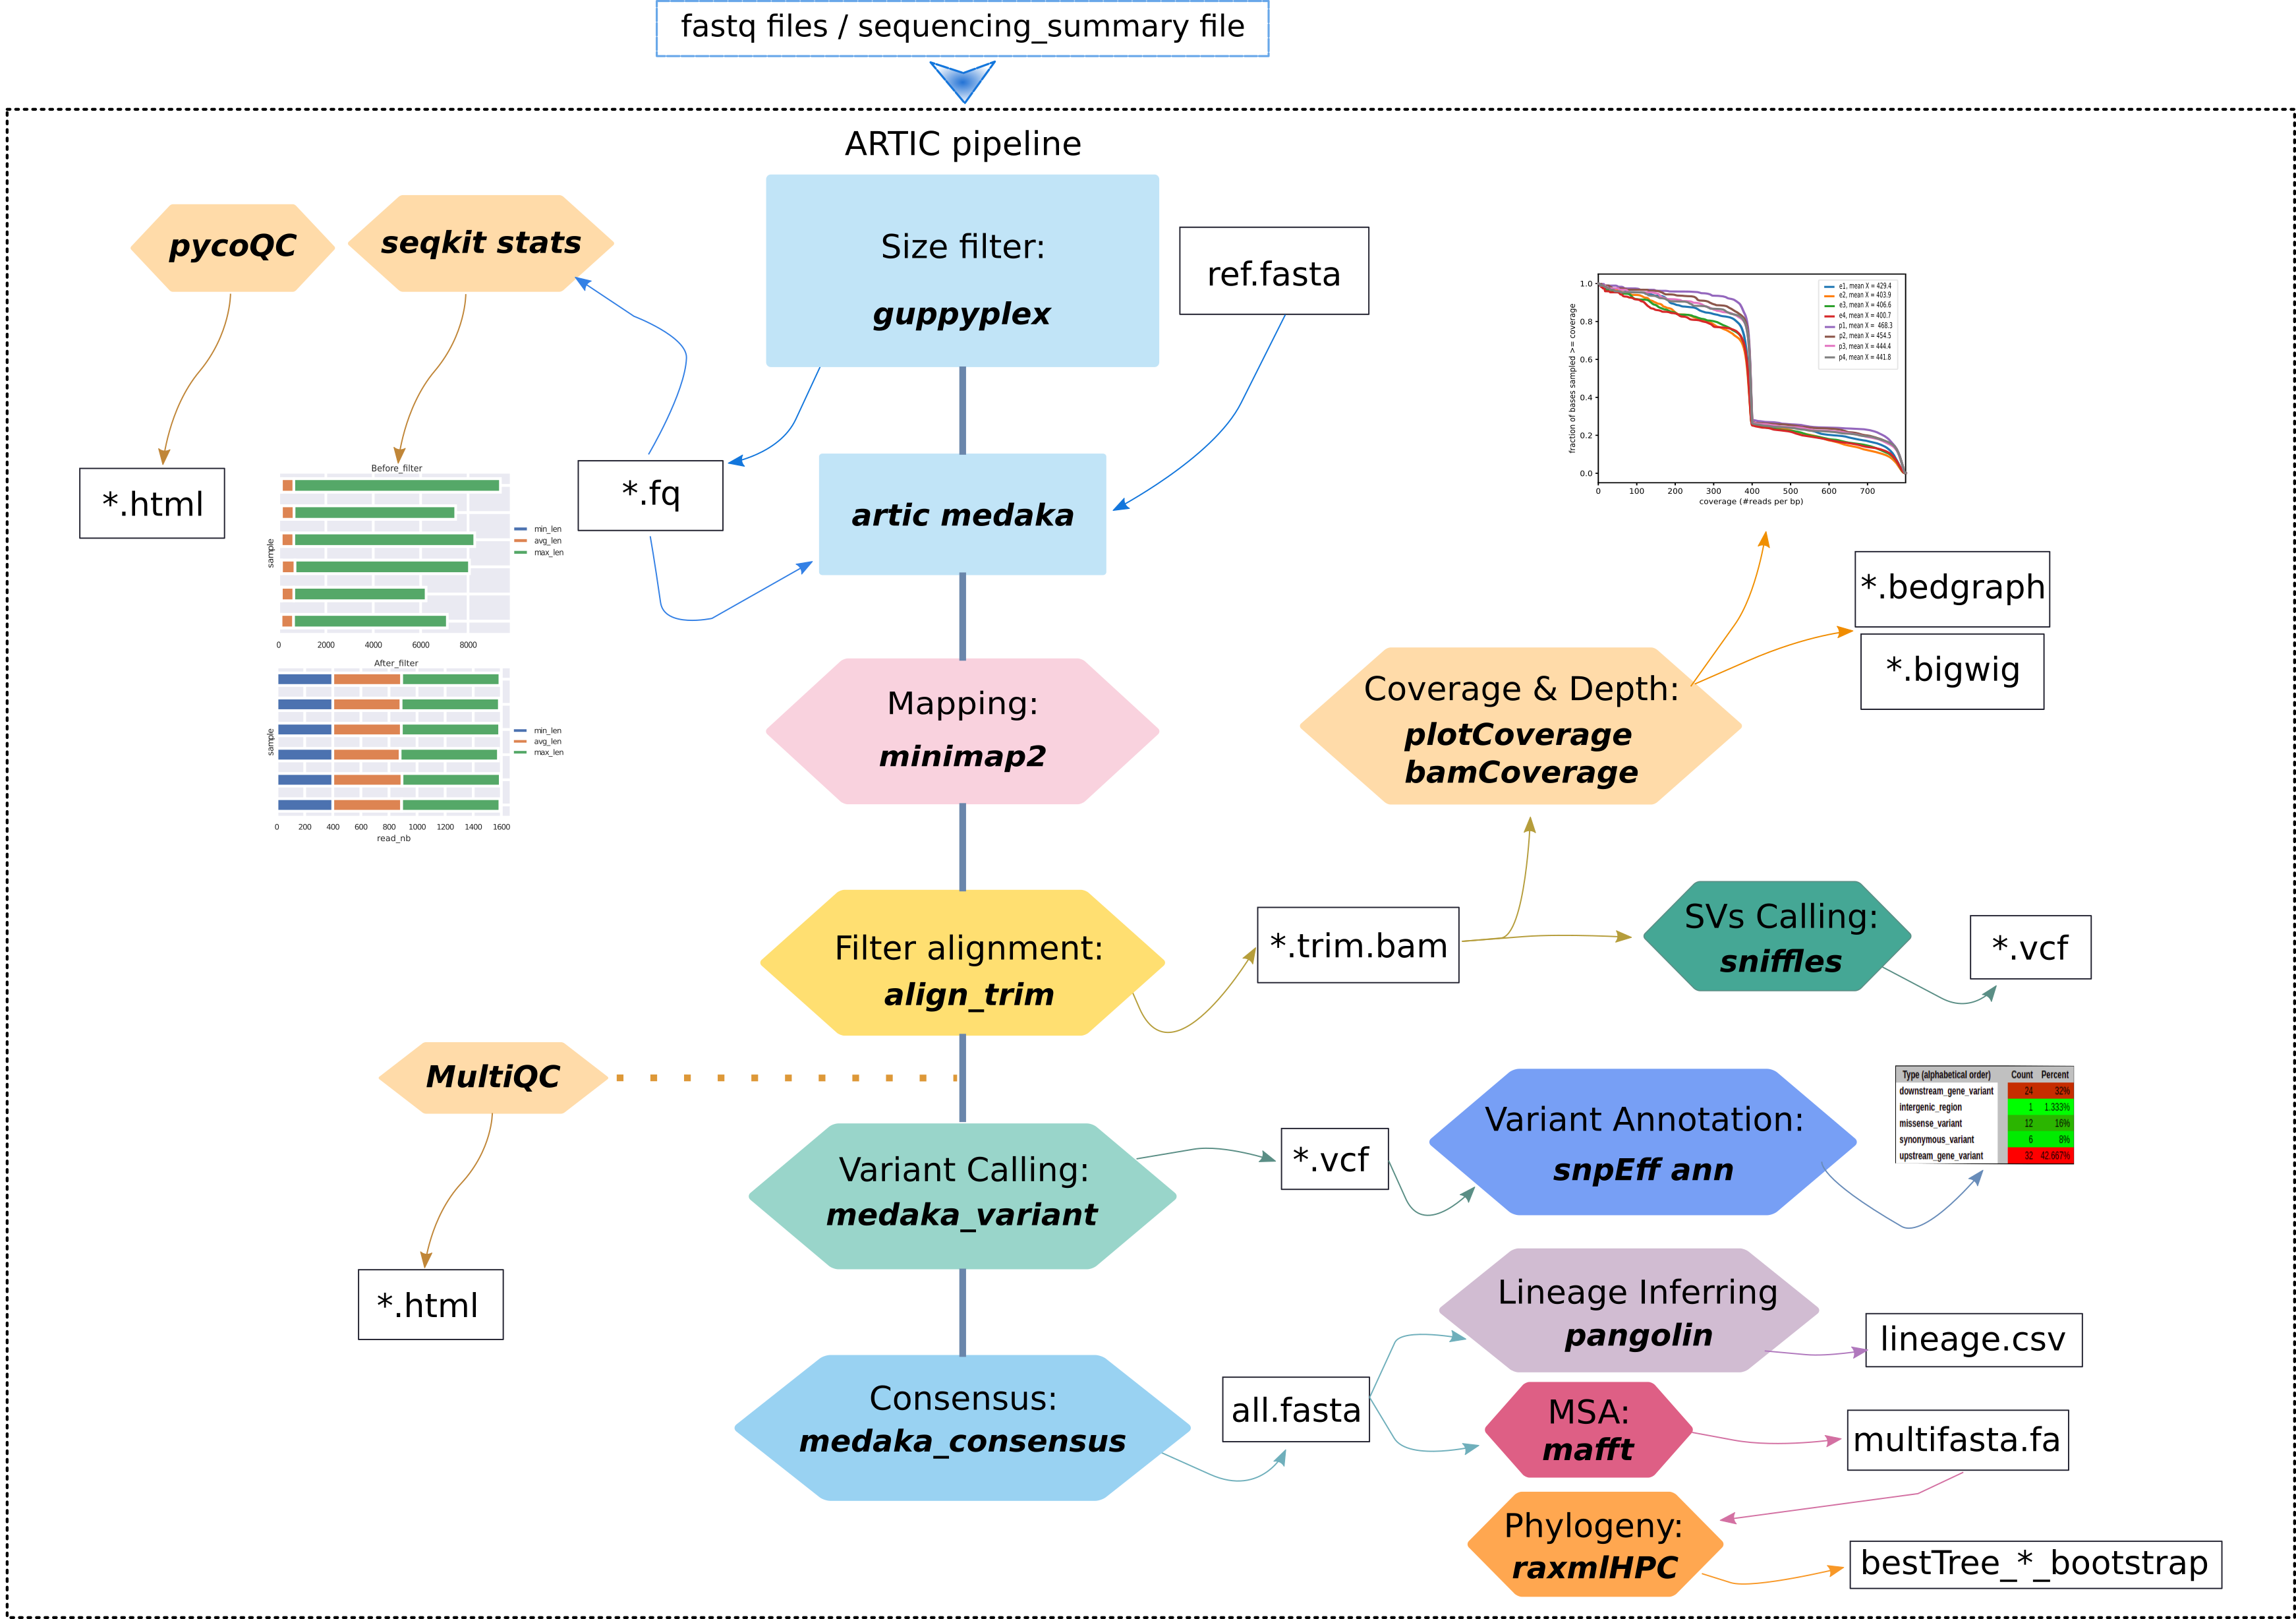 fastq files / sequencing_summary file
ARTIC pipeline
pycoQC
seqkit stats
Size filter:
guppyplex
ref.fasta
*.html
*.fq
artic medaka
Before_filter
sample
min_len
avg_len
max_len
0 2000 4000 6000 8000
After_filter
sample
min_len
avg_len
max_len
0 200 400 600 800 1000 1200 1400 1600
read_nb
fraction of bases sampled >= coverage
1.0
0.8
0.6
0.4
0.2
0.0
e1, mean X = 429.4
e2, mean X = 403.9
e3, mean X = 406.6
e4, mean X = 400.7
p1, mean X = 468.3
p2, mean X = 454.5
p3, mean X = 444.4
p4, mean X = 441.8
0 100 200 300 400 500 600 700
coverage (#reads per bp)
*.bedgraph
*.bigwig
Mapping:
minimap2
Coverage & Depth:
plotCoverage
bamCoverage
Filter alignment:
align_trim
*.trim.bam
SVs Calling:
sniffles
*.vcf
MultiQC
*.html
Variant Calling:
medaka_variant
*.vcf
Variant Annotation:
snpEff ann
Type (alphabetical order) Count Percent
downstream_gene_variant 24 32%
intergenic_region 1 1.333%
missense_variant 12 16%
synonymous_variant 6 8%
upstream_gene_variant 32 42.667%
Lineage Inferring
pangolin
lineage.csv
Consensus:
medaka_consensus
all.fasta
MSA:
mafft
multifasta.fa
Phylogeny:
raxmlHPC
bestTree_*_bootstrap